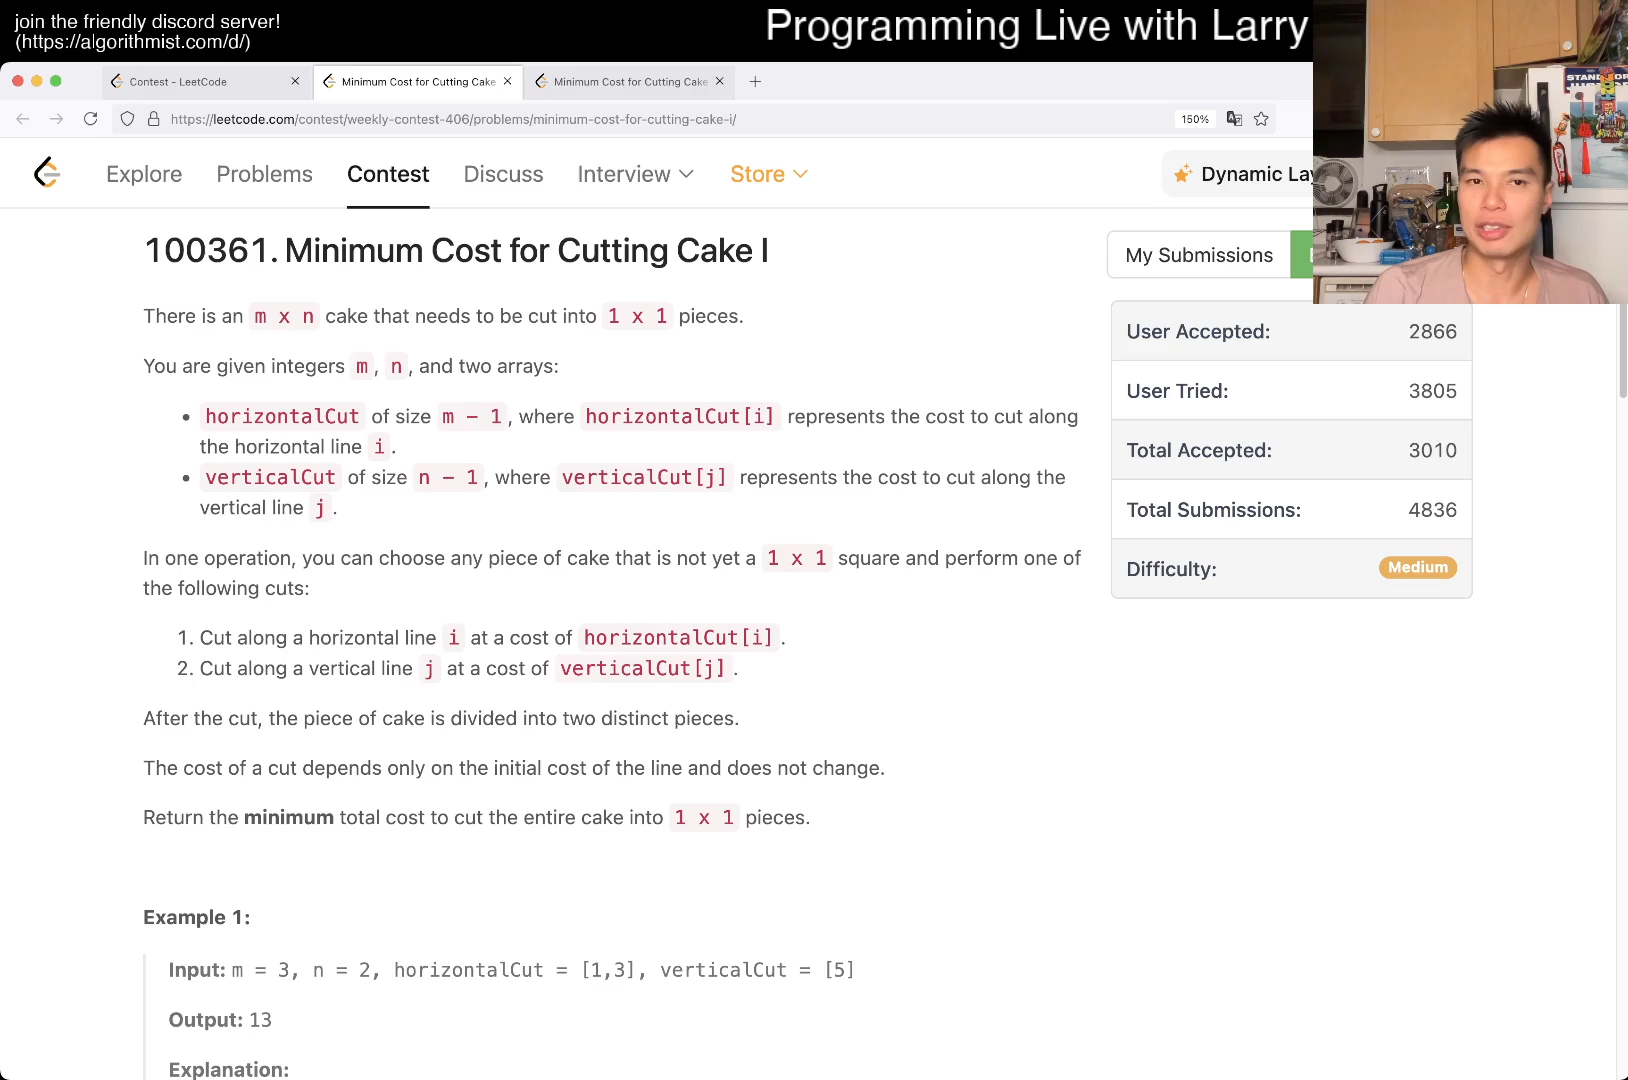 join the friendly discord server!
(https://algorithmist.com/d/)
Programming Live with Larry
Contest - LeetCode
Minimum Cost for Cutting Cake
Minimum Cost for Cutting Cake
https://leetcode.com/contest/weekly-contest-406/problems/minimum-cost-for-cutting-cake-i/
150%
Explore
Problems
Contest
Discuss
Interview
Store
Dynamic Lay
100361. Minimum Cost for Cutting Cake I
There is an m x n cake that needs to be cut into 1 x 1 pieces.
You are given integers m, n, and two arrays:
• horizontalCut of size m - 1, where horizontalCut[i] represents the cost to cut along
the horizontal line i.
• verticalCut of size n - 1, where verticalCut[j] represents the cost to cut along the
vertical line j.
In one operation, you can choose any piece of cake that is not yet a 1 x 1 square and perform one of
the following cuts:
1. Cut along a horizontal line i at a cost of horizontalCut[i].
2. Cut along a vertical line j at a cost of verticalCut[j].
After the cut, the piece of cake is divided into two distinct pieces.
The cost of a cut depends only on the initial cost of the line and does not change.
Return the minimum total cost to cut the entire cake into 1 x 1 pieces.
Example 1:
Input: m = 3, n = 2, horizontalCut = [1,3], verticalCut = [5]
Output: 13
Explanation:
My Submissions
User Accepted: 2866
User Tried: 3805
Total Accepted: 3010
Total Submissions: 4836
Difficulty: Medium